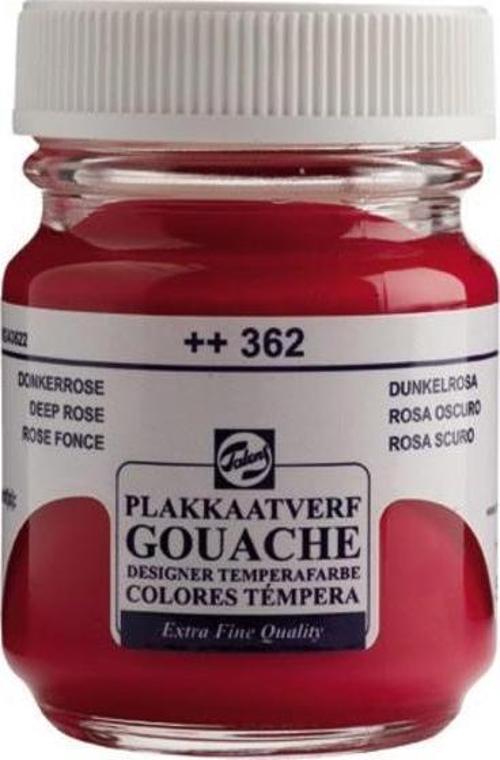 ++ 362
DONKERROSE
DEEP ROSE
ROSE FONCE
DUNKELROSA
ROSA OSCURO
ROSA SCURO
Talens
PLAKKAATVERF
GOUACHE
DESIGNER TEMPERAFARBE
COLORES TÉMPERA
Extra Fine Quality